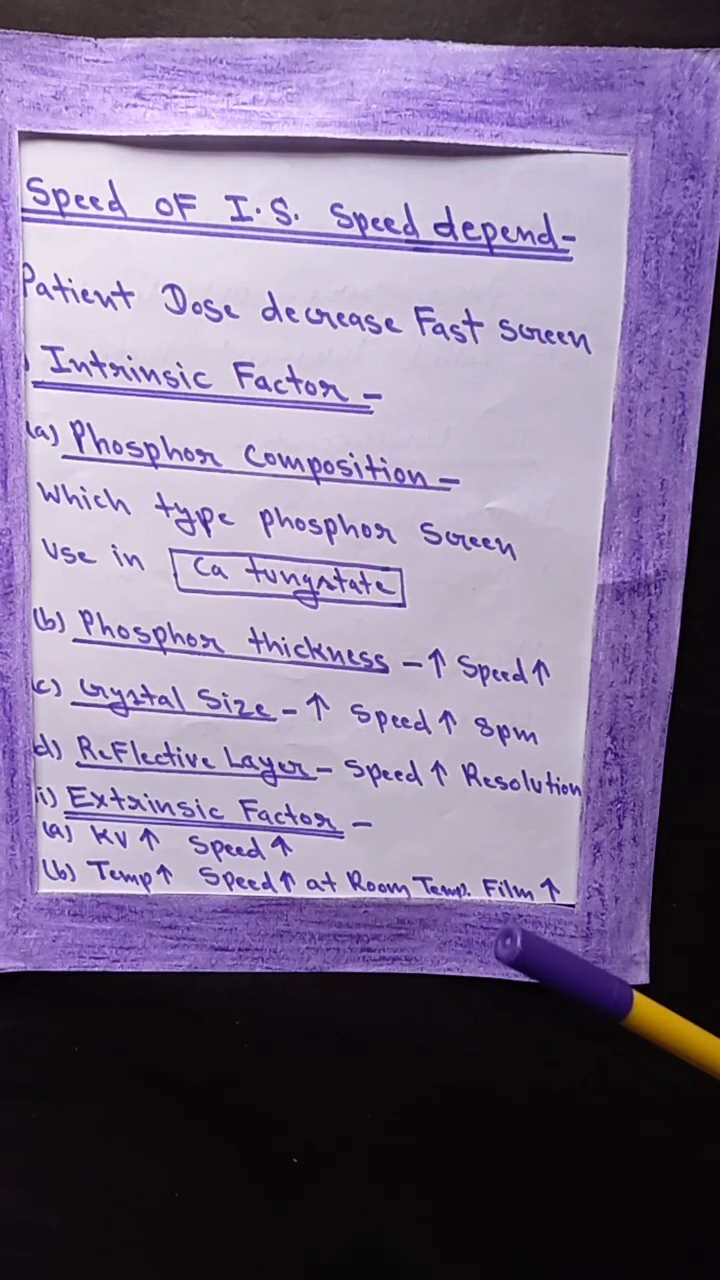 Speed OF I.S. Speed depend-
Patient Dose decrease Fast screen
Intrinsic Factor -
(a) Phosphor composition -
Which type phosphor screen
Use in Ca tungstate
(b) Phosphor thickness - ↑ Speed ↑
c) Crystal Size - ↑ Speed ↑ 8pm
d) Reflective Layer - Speed ↑ Resolution
i) Extrinsic Factor -
(a) KV ↑ Speed ↑
(b) Temp ↑ Speed ↑ at Room Temp. Film ↑